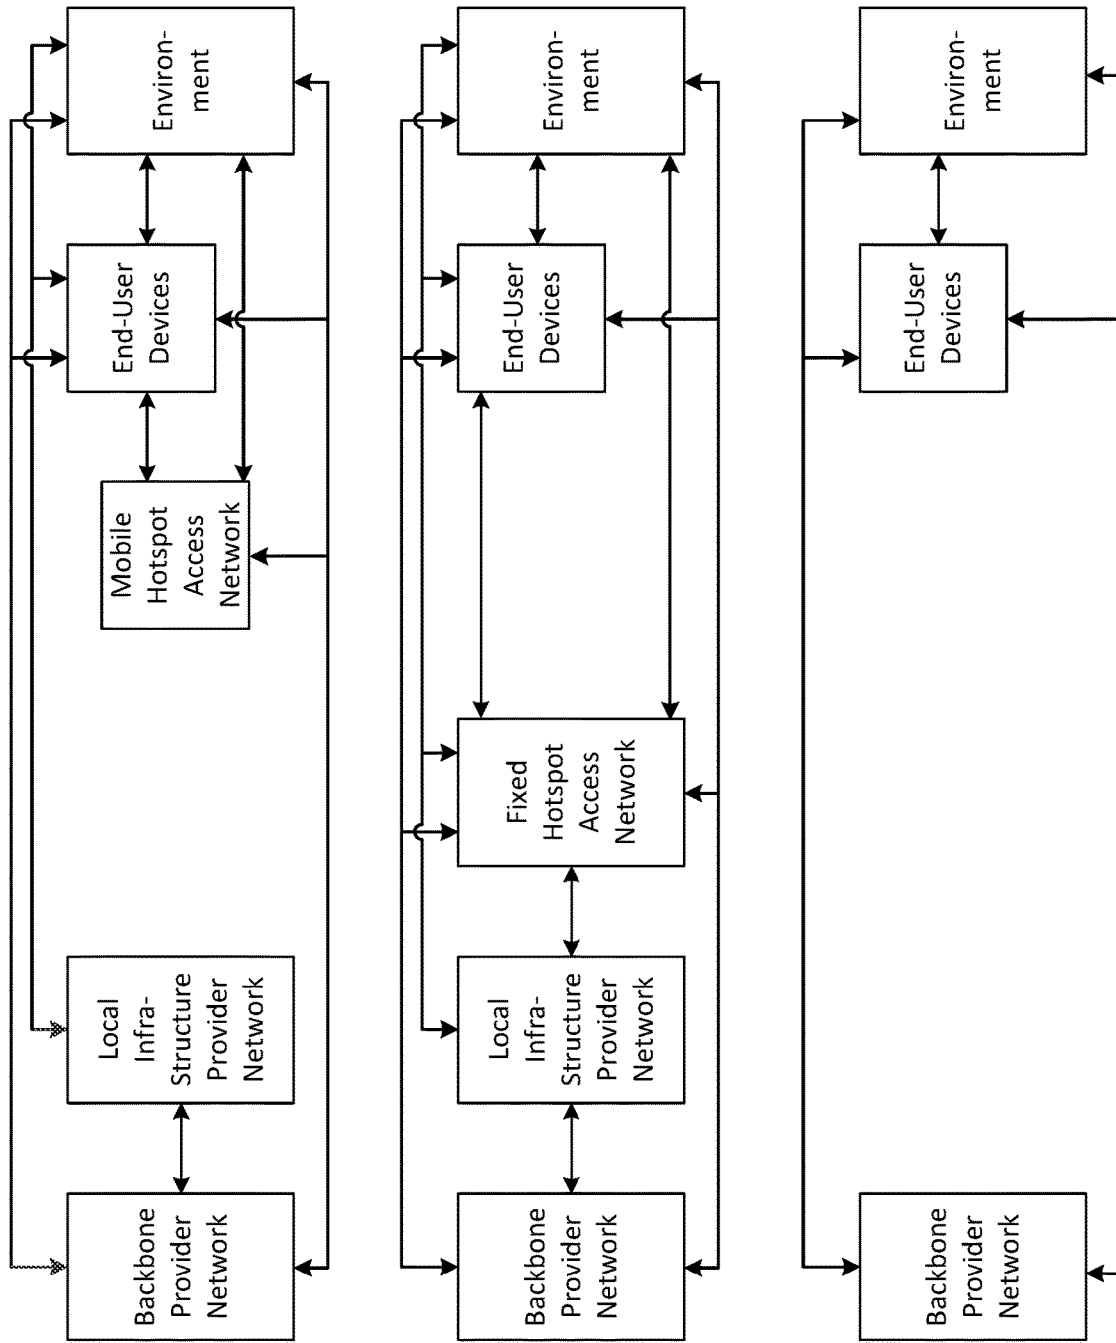 Backbone
Provider
Network
Local
Infra-
Structure
Provider
Network
Mobile
Hotspot
Access
Network
End-User
Devices
Environ-
ment
Backbone
Provider
Network
Local
Infra-
Structure
Provider
Network
Fixed
Hotspot
Access
Network
End-User
Devices
Environ-
ment
Backbone
Provider
Network
End-User
Devices
Environ-
ment